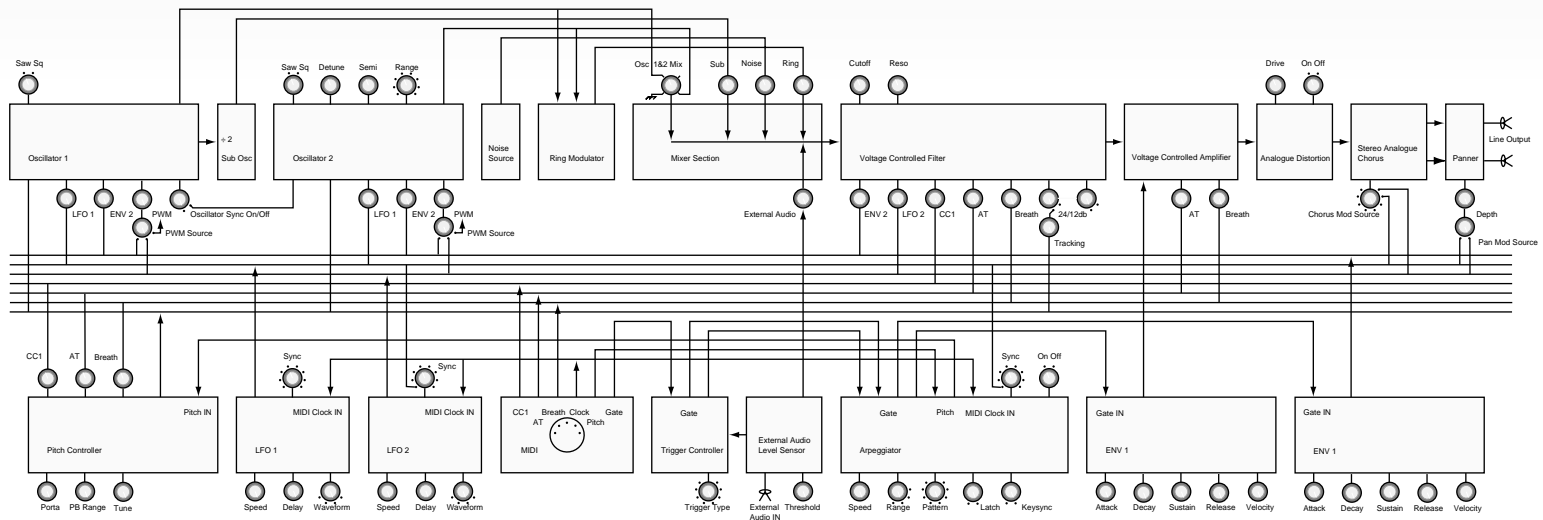 Saw Sq
Saw Sq
Detune
Semi
Range
Osc 1&2 Mix
Sub
Noise
Ring
Cutoff
Reso
Drive
On Off
Oscillator 1
÷ 2
Sub Osc
Oscillator 2
Noise
Source
Ring Modulator
Mixer Section
Voltage Controlled Filter
Voltage Controlled Amplifier
Analogue Distortion
Stereo Analogue
Chorus
Panner
Line Output
LFO 1
ENV 2
PWM
Oscillator Sync On/Off
PWM Source
LFO 1
ENV 2
PWM
PWM Source
External Audio
ENV 2
LFO 2
CC1
AT
Breath
24/12db
Tracking
AT
Breath
Chorus Mod Source
Depth
Pan Mod Source
CC1
AT
Breath
Sync
Sync
Sync
On Off
Pitch IN
Pitch Controller
MIDI Clock IN
LFO 1
MIDI Clock IN
LFO 2
CC1
Breath
Clock
Gate
AT
Pitch
MIDI
Gate
Trigger Controller
External Audio
Level Sensor
Gate
Pitch
MIDI Clock IN
Arpeggiator
Gate IN
ENV 1
Gate IN
ENV 1
Porta
PB Range
Tune
Speed
Delay
Waveform
Speed
Delay
Waveform
Trigger Type
External
Audio IN
Threshold
Speed
Range
Pattern
Latch
Keysync
Attack
Decay
Sustain
Release
Velocity
Attack
Decay
Sustain
Release
Velocity